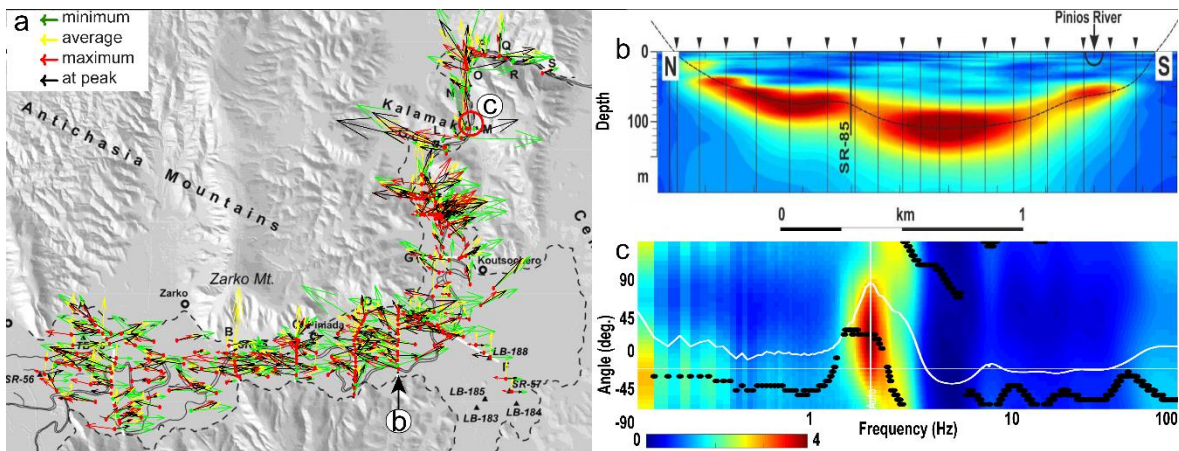 a
minimum
average
maximum
at peak
Antichasia
Mountains
Kalamaki
c
Q
R
S
O
N
M
L
G
Koutsochero
Zarko Mt.
Zarko
B
LB-188
SR-56
SR-57
LB-185
LB-184
LB-183
b
b
Pinios River
N
S
0
100
m
Depth
SR-85
0
km
1
c
90
45
0
-45
-90
Angle (deg.)
1
10
100
Frequency (Hz)
0
4